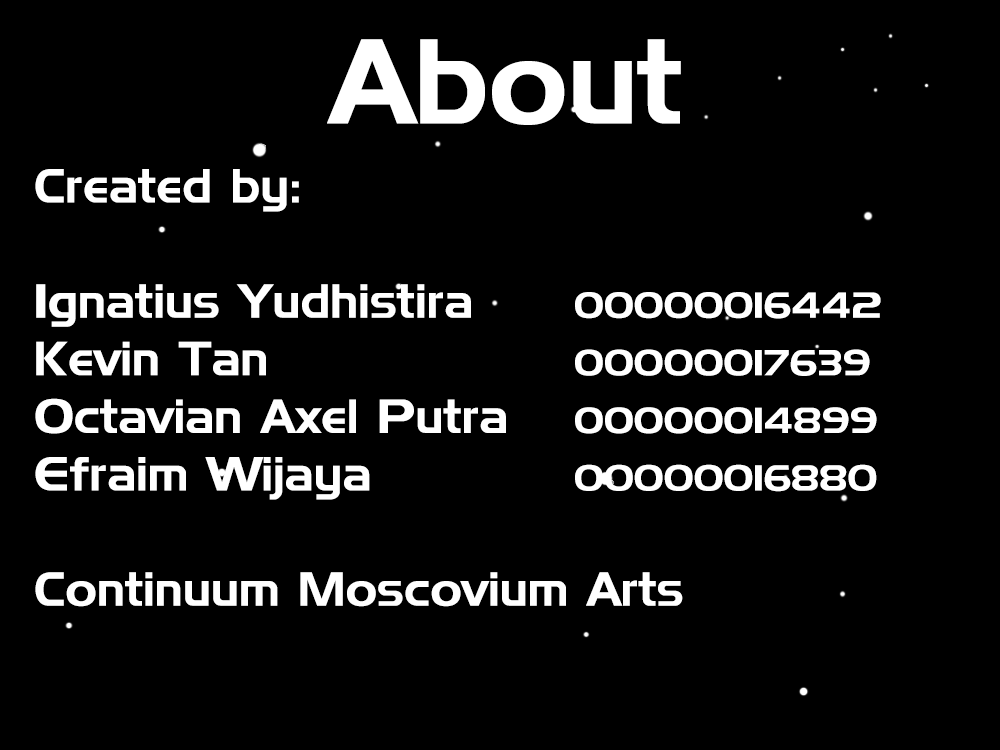 About
Created by:
Ignatius Yudhistira 00000016442
Kevin Tan 00000017639
Octavian Axel Putra 00000014899
Efraim Wijaya 00000016880
Continuum Moscovium Arts